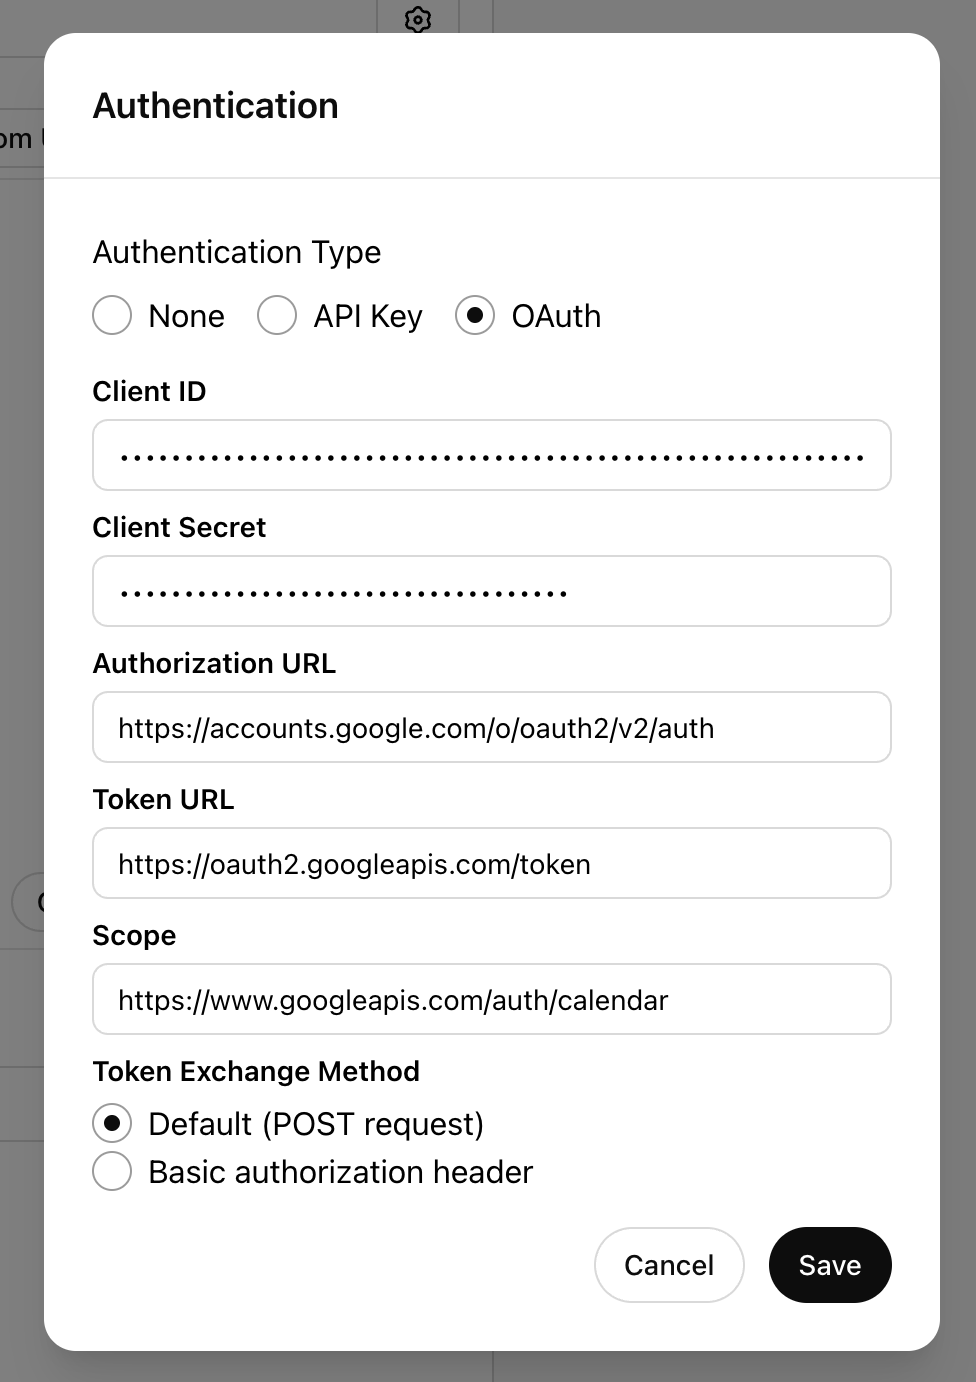 Authentication
om
Authentication Type
None API Key OAuth
Client ID
••••••••••••••••••••••••••••••••••••••••••••••••••••••••••
Client Secret
•••••••••••••••••••••••••••••••••••
Authorization URL
https://accounts.google.com/o/oauth2/v2/auth
Token URL
https://oauth2.googleapis.com/token
Scope
https://www.googleapis.com/auth/calendar
Token Exchange Method
Default (POST request)
Basic authorization header
Cancel Save